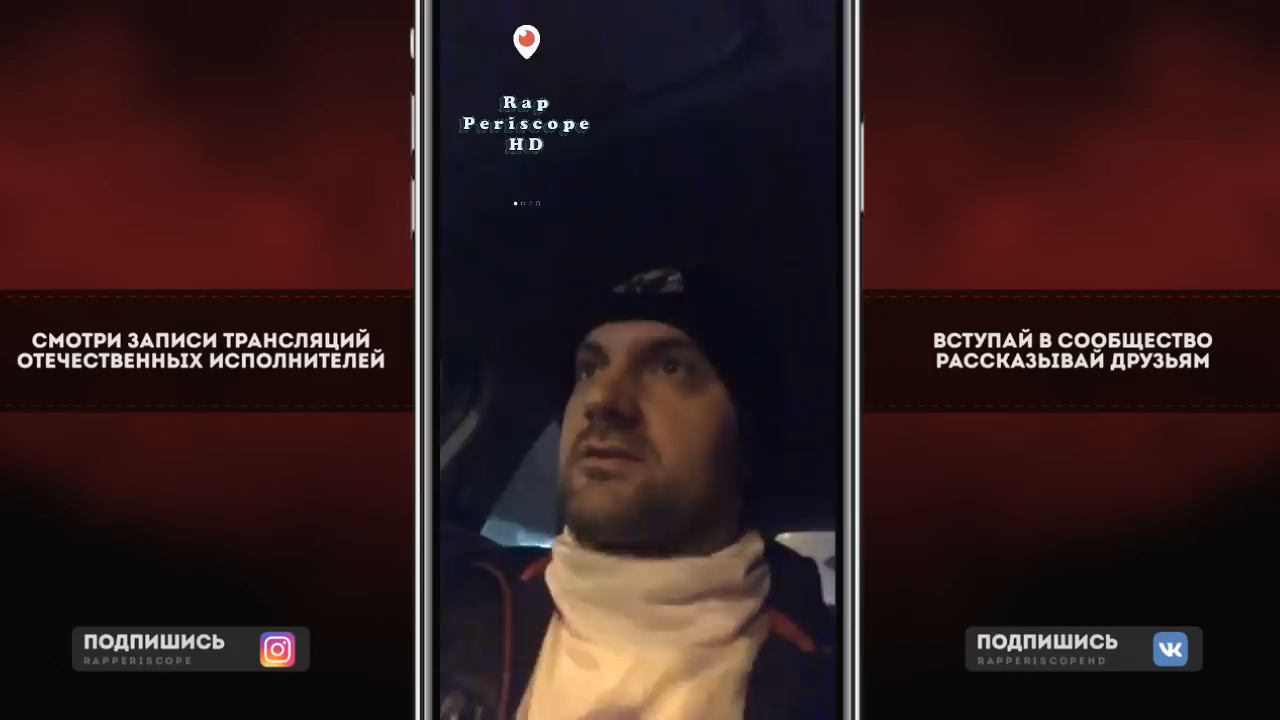 Rap
Periscope
HD
СМОТРИ ЗАПИСИ ТРАНСЛЯЦИЙ
ОТЕЧЕСТВЕННЫХ ИСПОЛНИТЕЛЕЙ
ВСТУПАЙ В СООБЩЕСТВО
РАССКАЗЫВАЙ ДРУЗЬЯМ
ПОДПИШИСЬ
RAPPERISCOPE
ПОДПИШИСЬ
RAPPERISCOPEHD